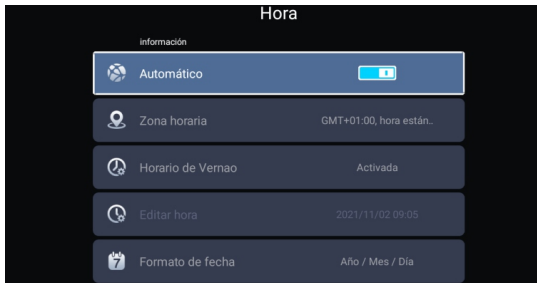 Hora
información
Automático
Zona horaria GMT+01:00, hora están..
Horario de Vernao Activada
Editar hora 2021/11/02 09:05
7 Formato de fecha Año / Mes / Día